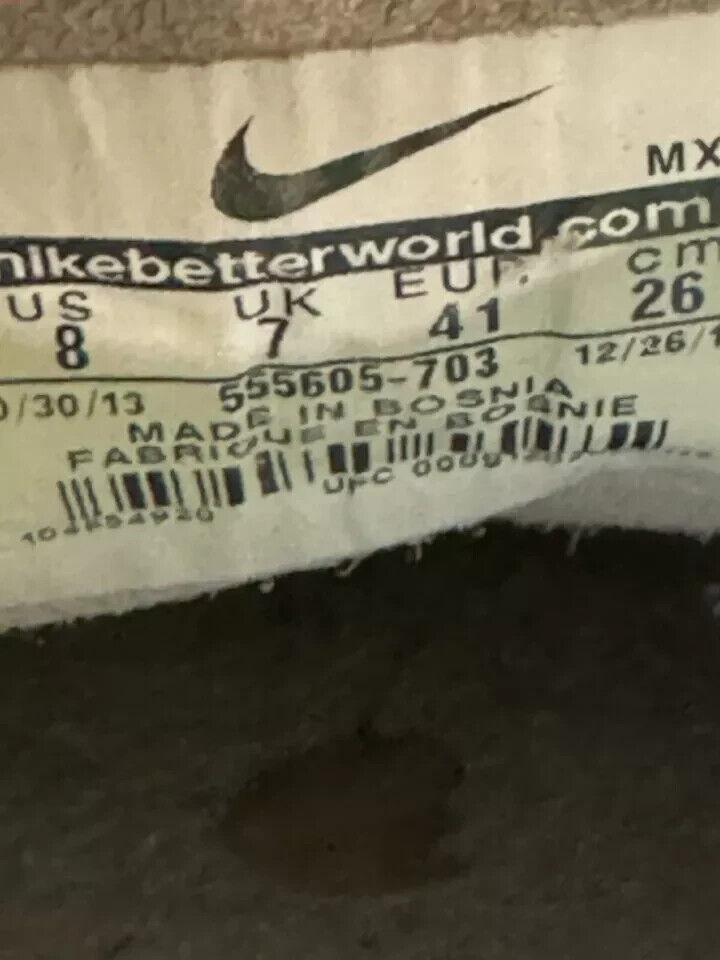 MX
nikebetterworld.com
US UK EUR. cm
8 7 41 26
/30/13 555605-703 12/26/1
MADE IN BOSNIA
FABRIQUE EN BOSNIE
UPC